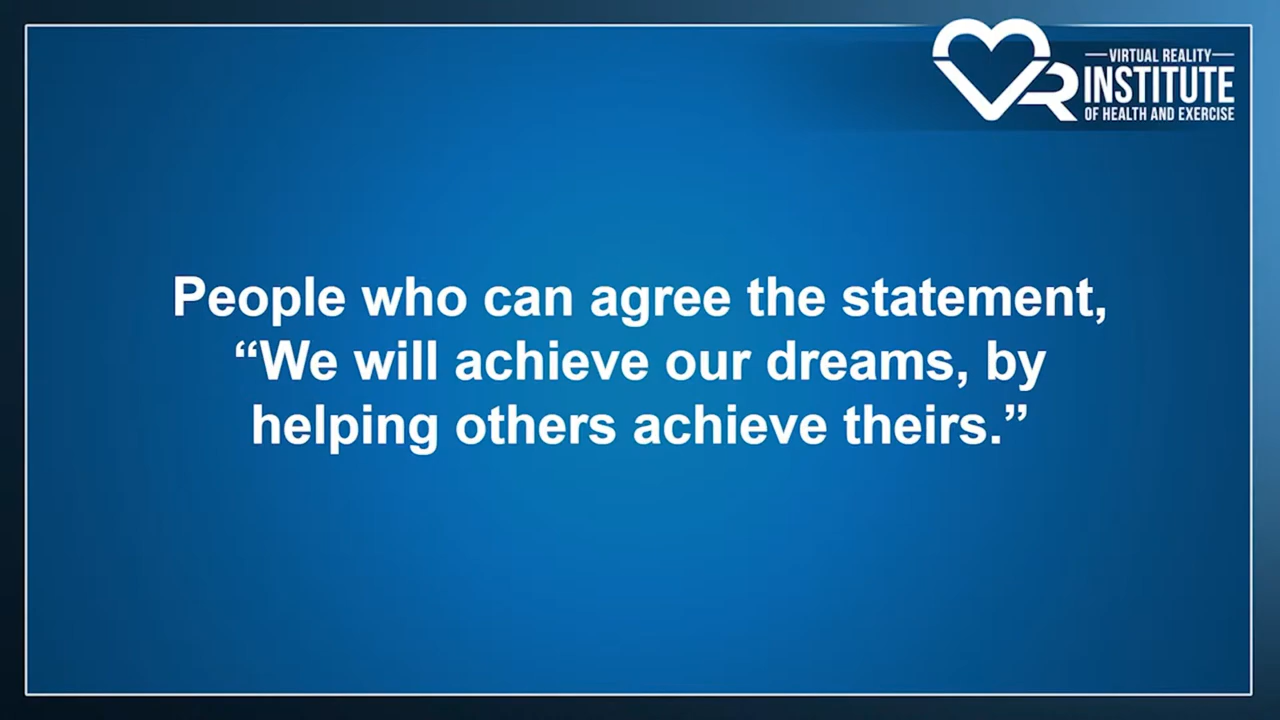 VIRTUAL REALITY
INSTITUTE
OF HEALTH AND EXERCISE
People who can agree the statement,
“We will achieve our dreams, by
helping others achieve theirs.”